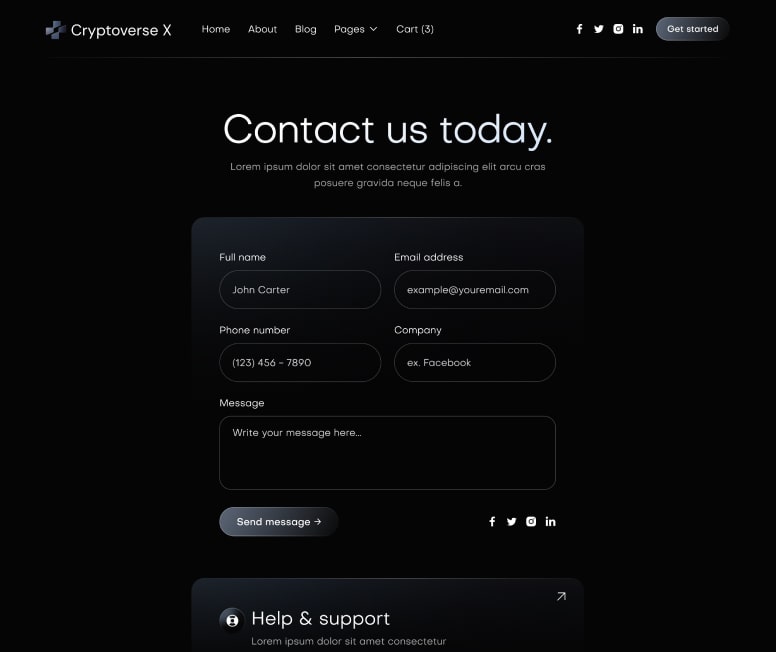 Cryptoverse X
Home About Blog Pages Cart (3)
Get started
Contact us today.
Lorem ipsum dolor sit amet consectetur adipiscing elit arcu cras
posuere gravida neque felis a.
Full name
Email address
John Carter
example@youremail.com
Phone number
Company
(123) 456 - 7890
ex. Facebook
Message
Write your message here...
Send message →
Help & support
Lorem ipsum dolor sit amet consectetur